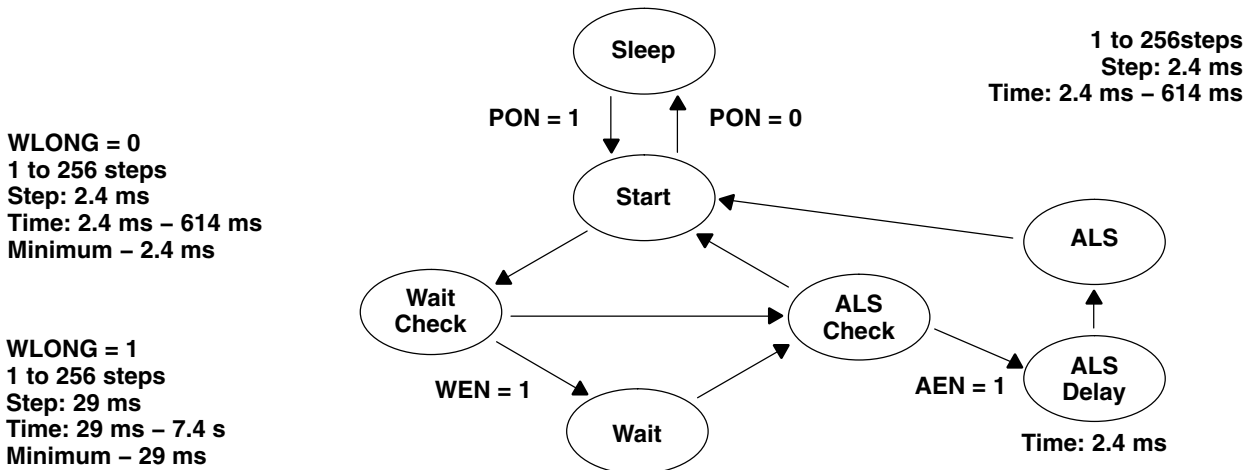 Sleep
1 to 256steps
Step: 2.4 ms
Time: 2.4 ms – 614 ms
PON = 1
PON = 0
WLONG = 0
1 to 256 steps
Step: 2.4 ms
Time: 2.4 ms – 614 ms
Minimum – 2.4 ms
Start
ALS
Wait
Check
ALS
Check
WLONG = 1
1 to 256 steps
Step: 29 ms
Time: 29 ms – 7.4 s
Minimum – 29 ms
WEN = 1
AEN = 1
ALS
Delay
Wait
Time: 2.4 ms